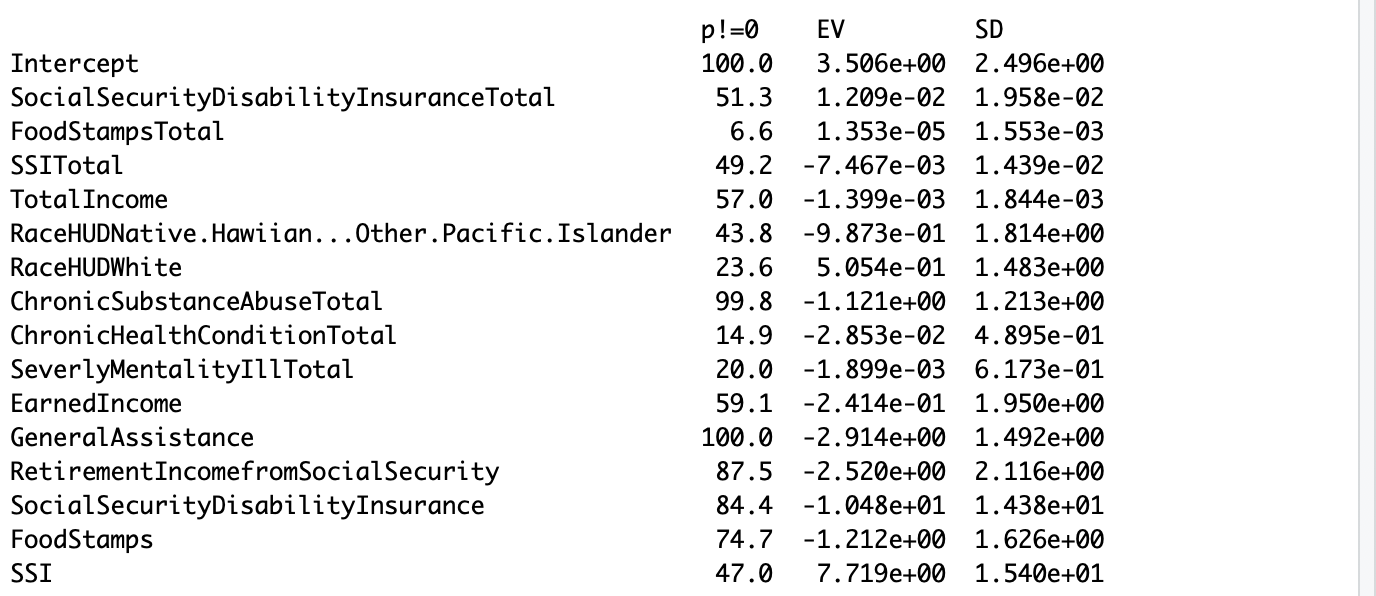 p!=0 EV SD
Intercept 100.0 3.506e+00 2.496e+00
SocialSecurityDisabilityInsuranceTotal 51.3 1.209e-02 1.958e-02
FoodStampsTotal 6.6 1.353e-05 1.553e-03
SSITotal 49.2 -7.467e-03 1.439e-02
TotalIncome 57.0 -1.399e-03 1.844e-03
RaceHUDNative.Hawiian...Other.Pacific.Islander 43.8 -9.873e-01 1.814e+00
RaceHUDWhite 23.6 5.054e-01 1.483e+00
ChronicSubstanceAbuseTotal 99.8 -1.121e+00 1.213e+00
ChronicHealthConditionTotal 14.9 -2.853e-02 4.895e-01
SeverlyMentalityIllTotal 20.0 -1.899e-03 6.173e-01
EarnedIncome 59.1 -2.414e-01 1.950e+00
GeneralAssistance 100.0 -2.914e+00 1.492e+00
RetirementIncomefromSocialSecurity 87.5 -2.520e+00 2.116e+00
SocialSecurityDisabilityInsurance 84.4 -1.048e+01 1.438e+01
FoodStamps 74.7 -1.212e+00 1.626e+00
SSI 47.0 7.719e+00 1.540e+01